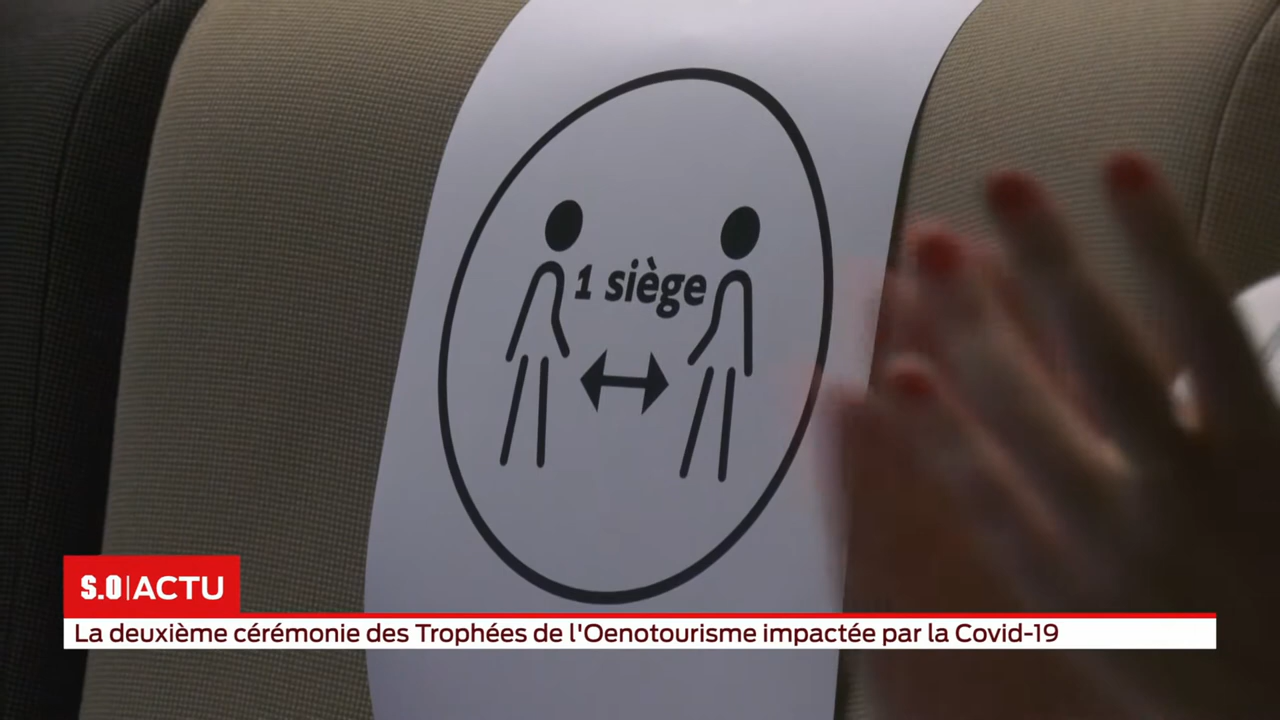 1 siège
S.O|ACTU
La deuxième cérémonie des Trophées de l'Oenotourisme impactée par la Covid-19